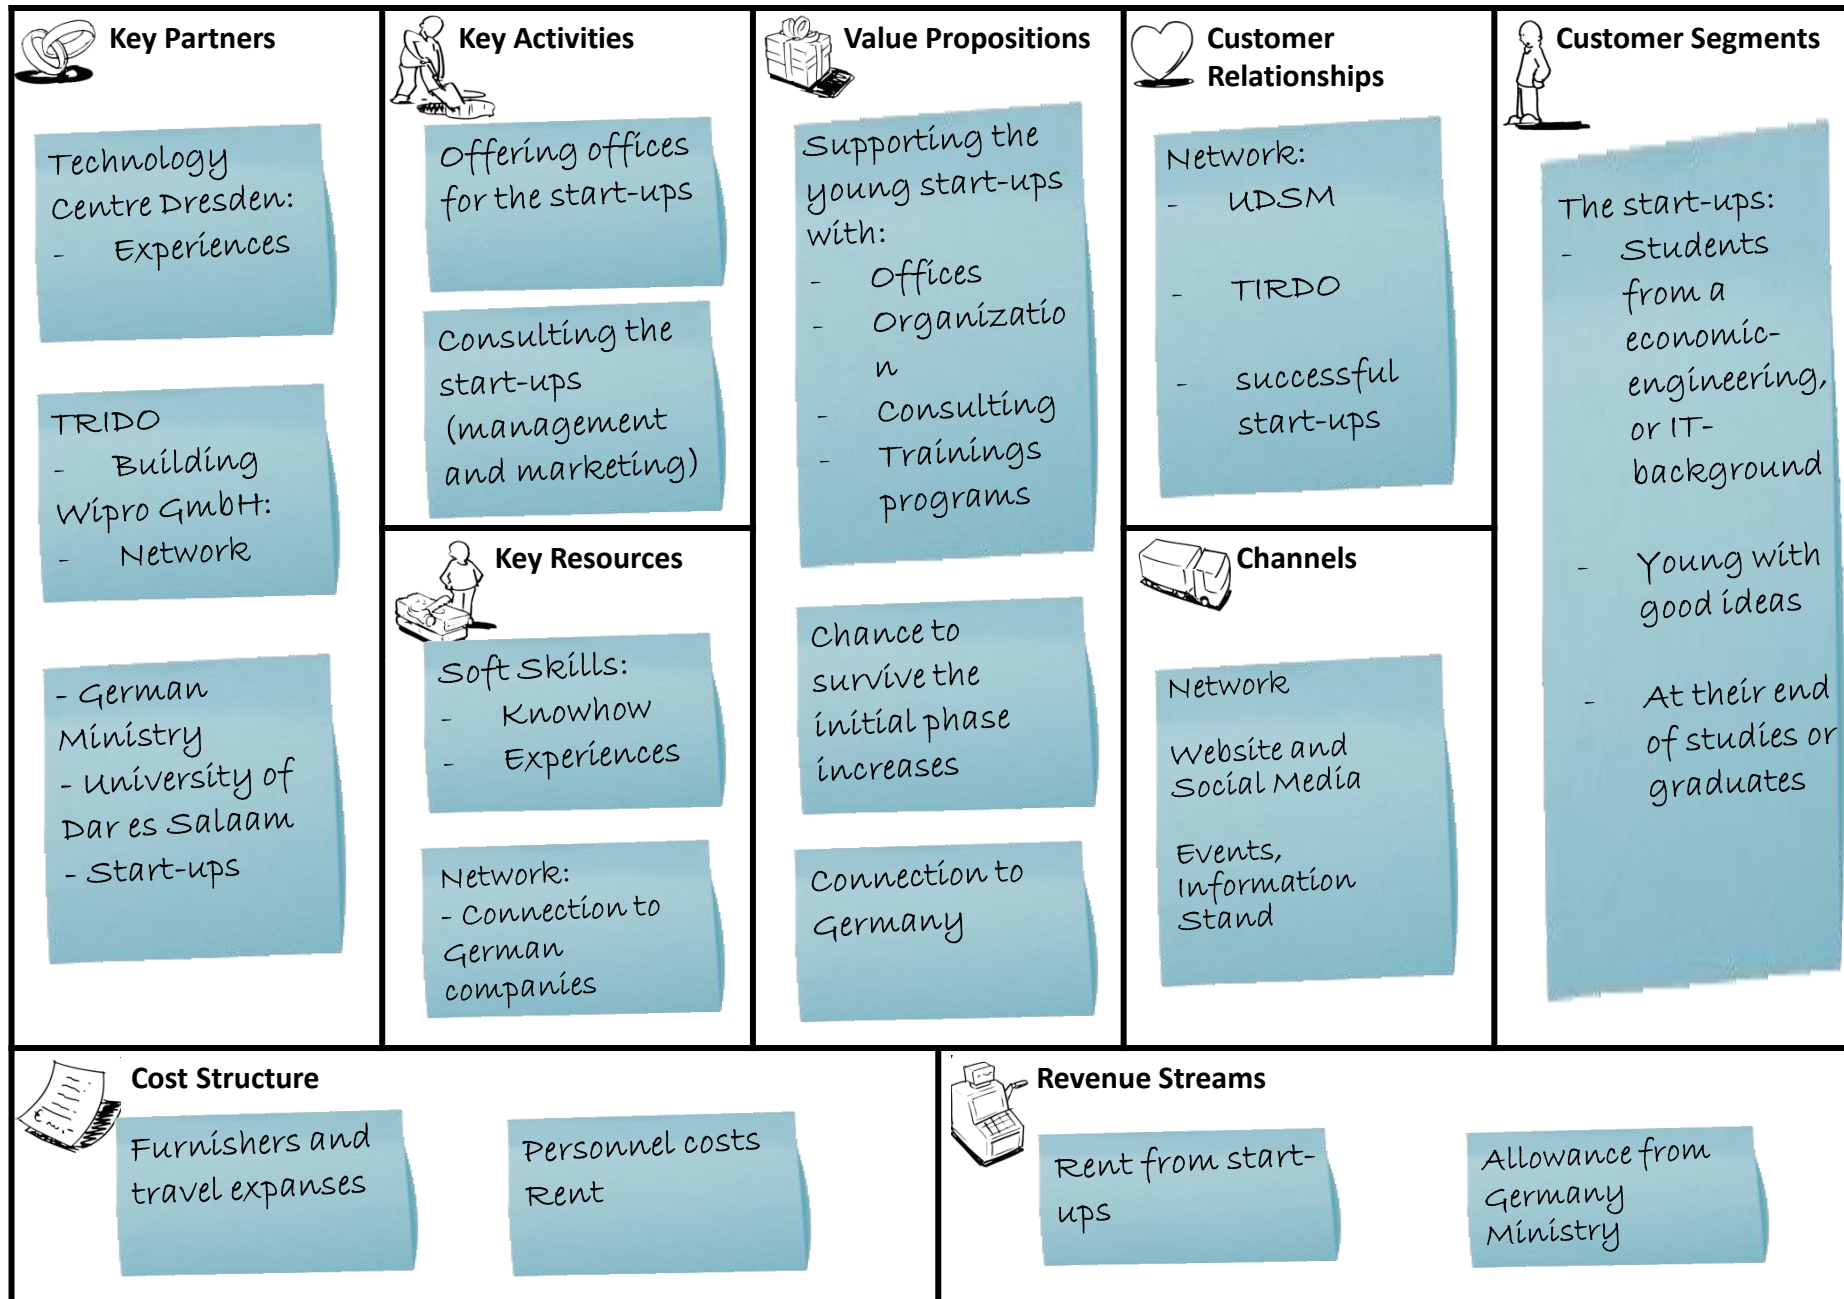 Key Partners
Technology
Centre Dresden:
- Experiences
TRIDO
- Building
Wipro GmbH:
- Network
- German
Ministry
- University of
Dar es Salaam
- Start-ups
Key Activities
Offering offices
for the start-ups
Consulting the
start-ups
(management
and marketing)
Key Resources
Soft Skills:
- Knowhow
- Experiences
Network:
- Connection to
German
companies
Value Propositions
Supporting the
young start-ups
with:
- Offices
- Organizatio
n
- Consulting
- Trainings
programs
Chance to
survive the
initial phase
increases
Connection to
Germany
Customer
Relationships
Network:
- UDSM
- TIRDO
- successful
start-ups
Channels
Network
Website and
Social Media
Events,
Information
Stand
Customer Segments
The start-ups:
- Students
from a
economic-
engineering,
or IT-
background
- Young with
good ideas
- At their end
of studies or
graduates
Cost Structure
Furnishers and
travel expanses
Personnel costs
Rent
Revenue Streams
Rent from start-
ups
Allowance from
Germany
Ministry